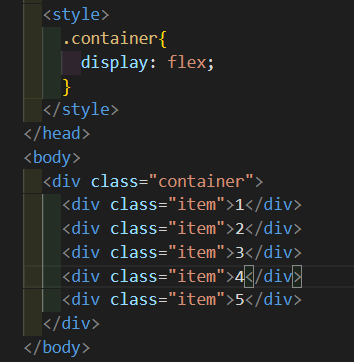 <style>
.container{
display: flex;
}
</style>
</head>
<body>
<div class="container">
<div class="item">1</div>
<div class="item">2</div>
<div class="item">3</div>
<div class="item">4</div>
<div class="item">5</div>
</div>
</body>